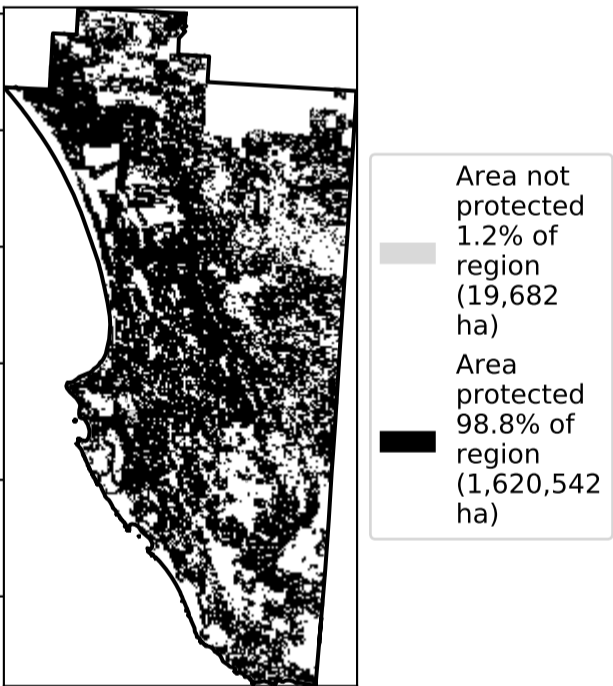 Area not
protected
1.2% of
region
(19,682
ha)
Area
protected
98.8% of
region
(1,620,542
ha)